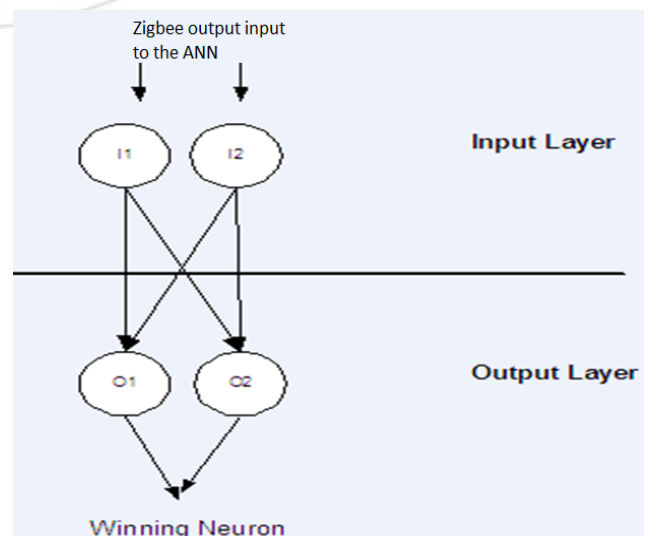 Zigbee output input
to the ANN
I1
I2
Input Layer
O1
O2
Output Layer
Winning Neuron